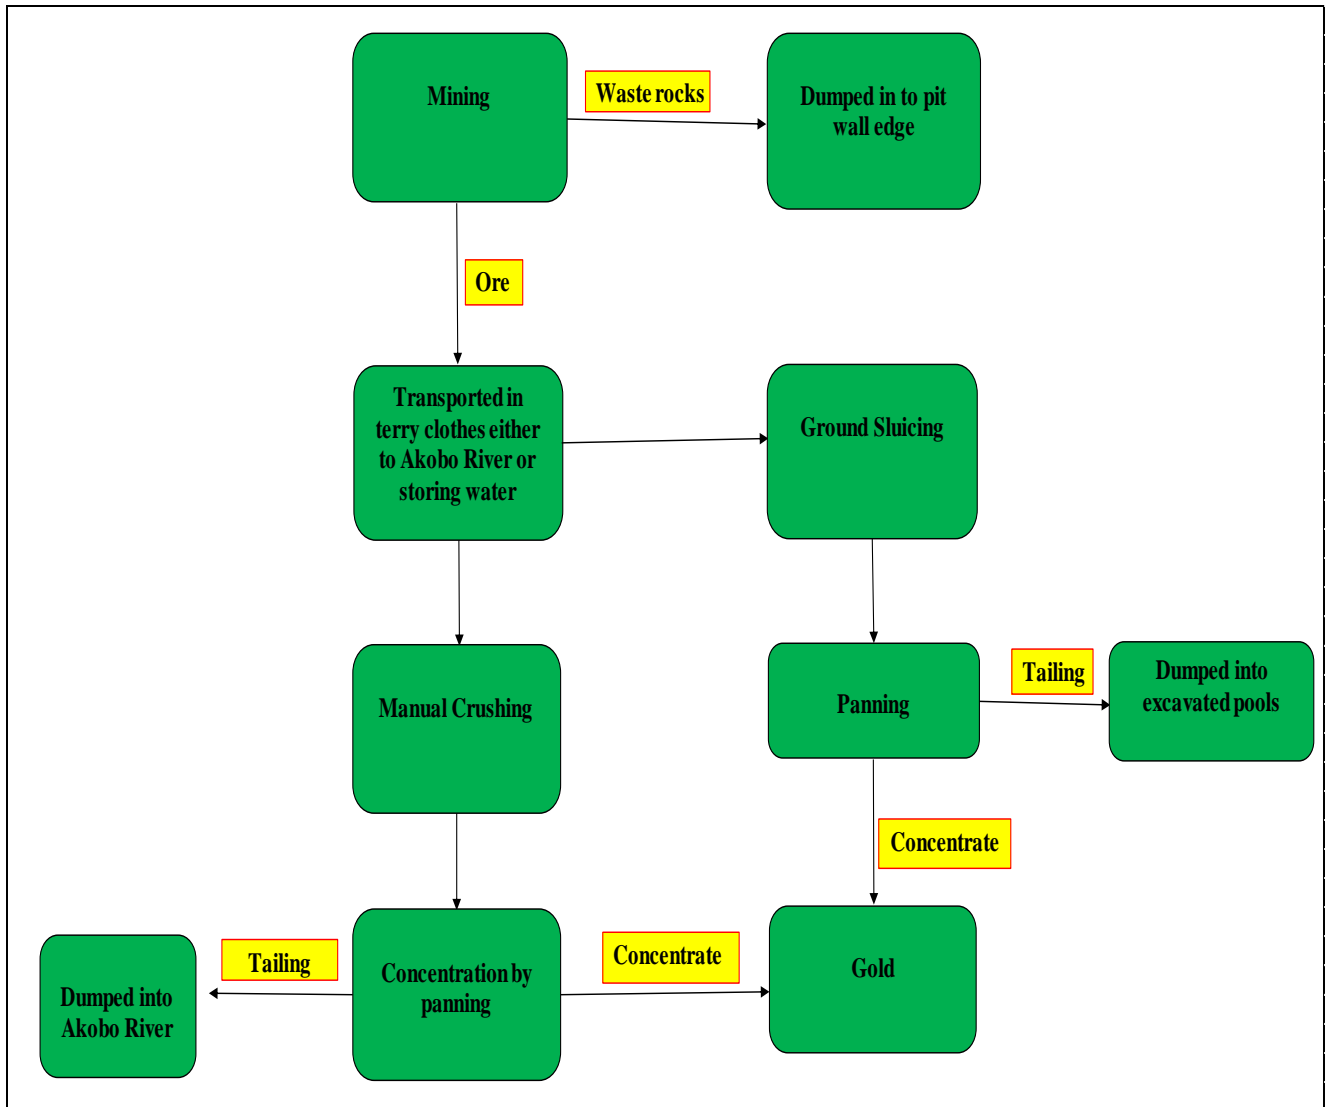 Mining
Waste rocks
Dumped in to pit
wall edge
Ore
Transported in
terry clothes either
to Akobo River or
storing water
Ground Sluicing
Manual Crushing
Panning
Tailing
Dumped into
excavated pools
Concentrate
Dumped into
Akobo River
Tailing
Concentration by
panning
Concentrate
Gold